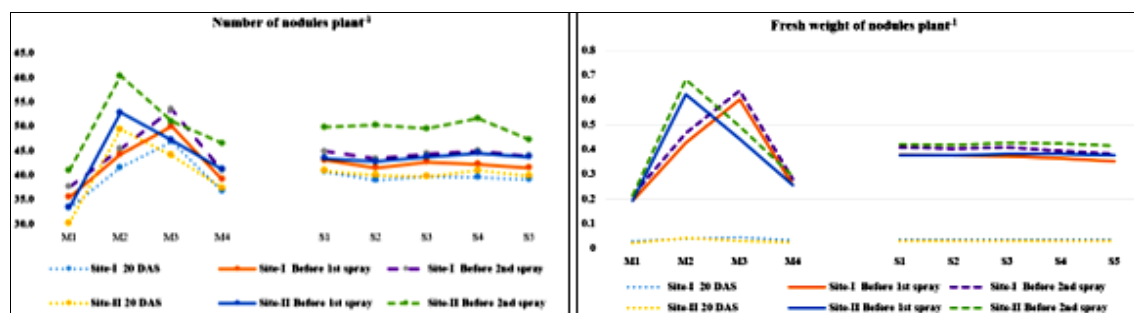 Number of nodules plant-1
65.0
60.0
55.0
50.0
45.0
40.0
35.0
30.0
M1 M2 M3 M4 S1 S2 S3 S4 S5
Site-I 20 DAS Site-I Before 1st spray Site-I Before 2nd spray
Site-II 20 DAS Site-II Before 1st spray Site-II Before 2nd spray
Fresh weight of nodules plant-1
0.8
0.7
0.6
0.5
0.4
0.3
0.2
0.1
0
M1 M2 M3 M4 S1 S2 S3 S4 S5
Site-I 20 DAS Site-I Before 1st spray Site-I Before 2nd spray
Site-II 20 DAS Site-II Before 1st spray Site-II Before 2nd spray